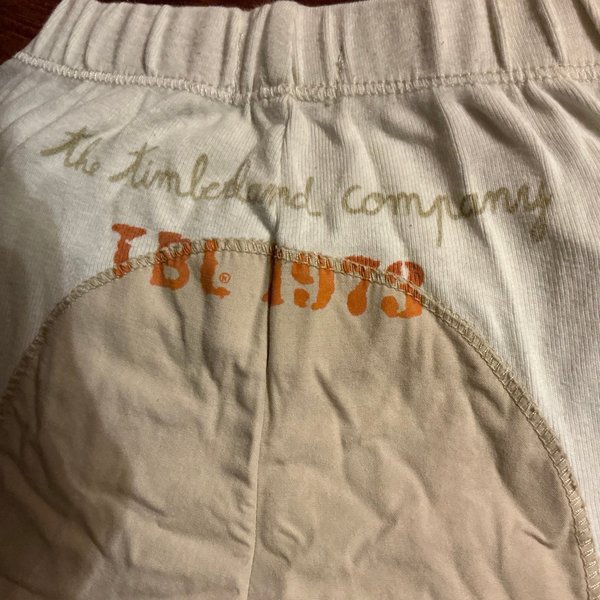 the timberland company
TBL® 1973